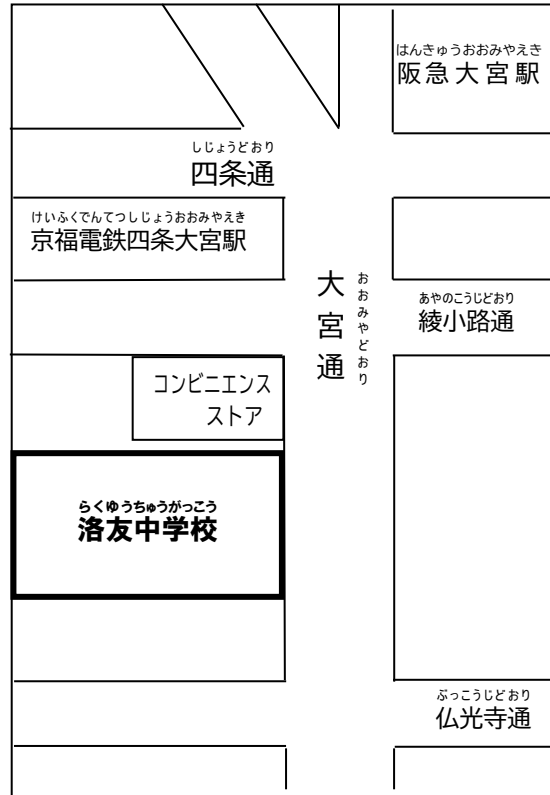 はんきゅうおおみやえき
阪急大宮駅
しじょうどおり
四条通
けいふくでんてつしじょうおおみやえき
京福電鉄四条大宮駅
おおみやどおり
大宮通
あやのこうじどおり
綾小路通
コンビニエンス
ストア
らくゆうちゅうがっこう
洛友中学校
ぶっこうじどおり
仏光寺通